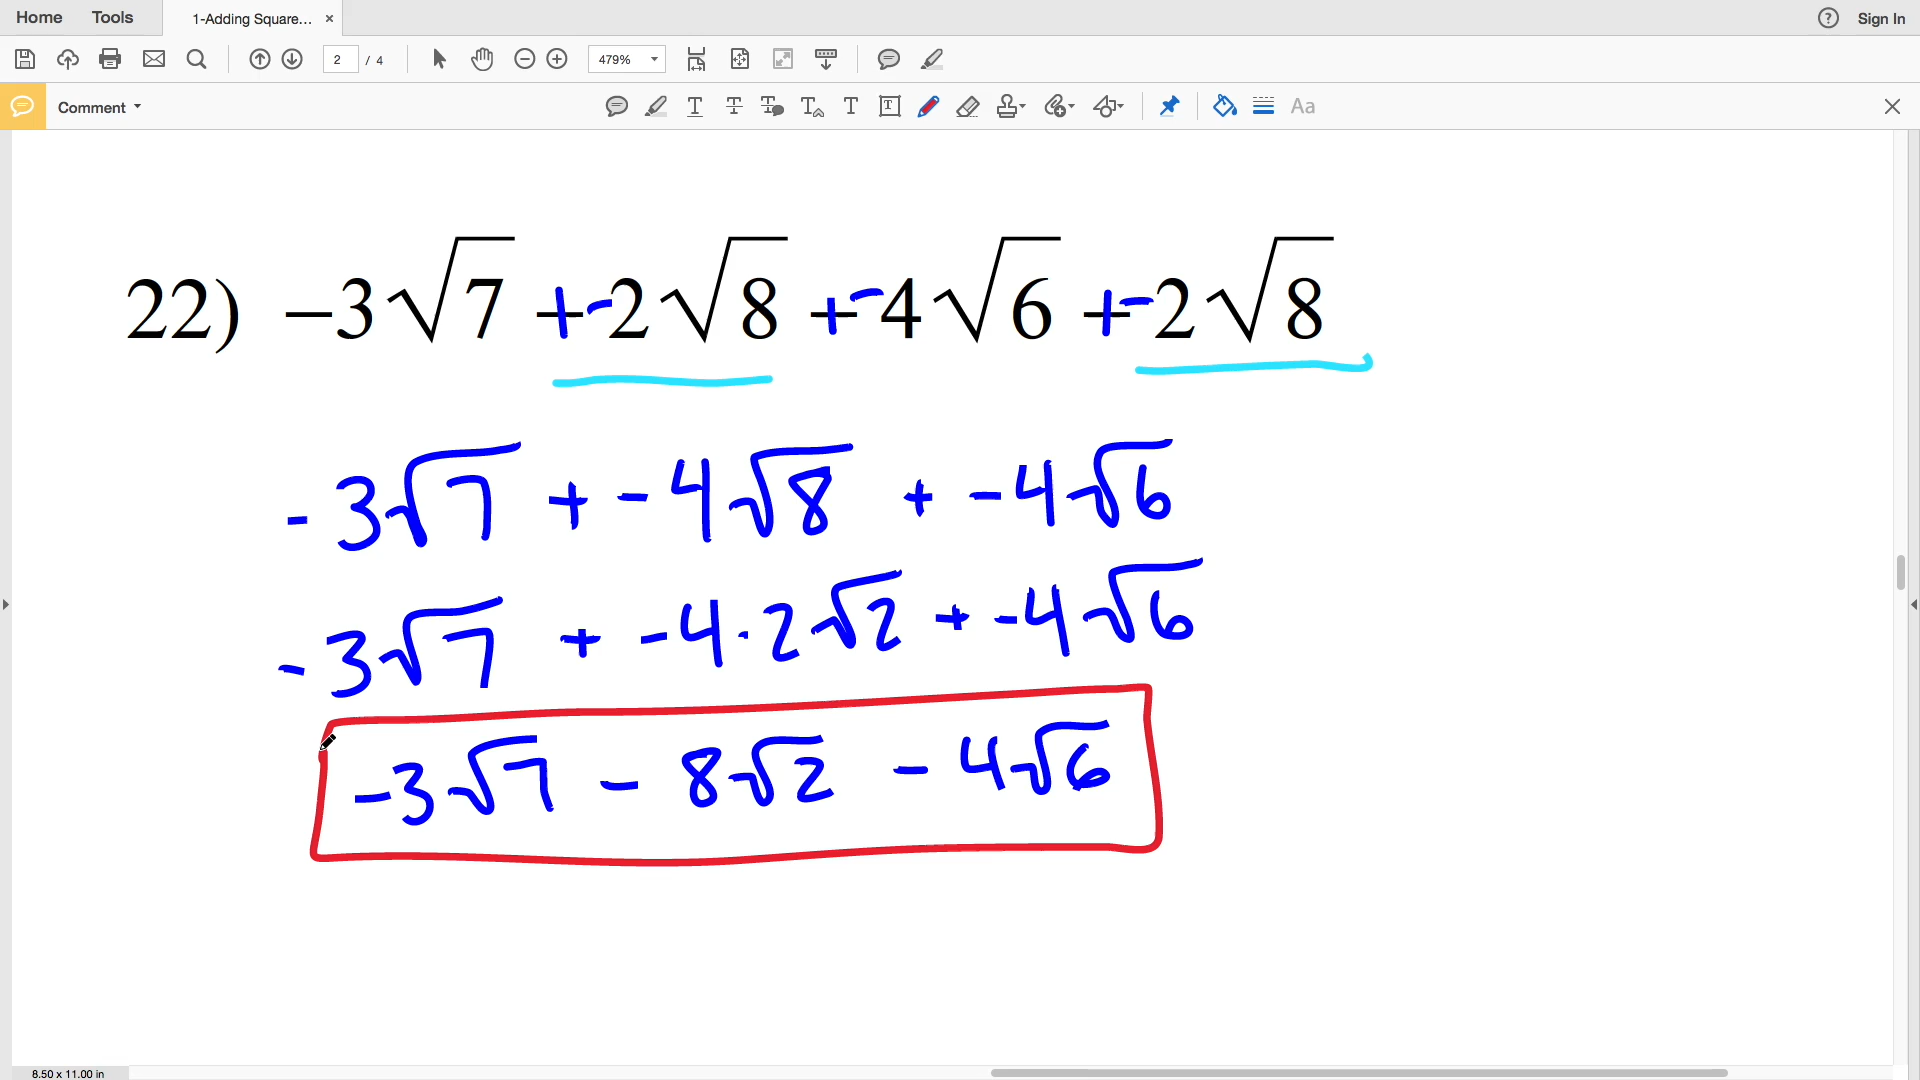 Home Tools 1-Adding Square... × ? Sign In
2 / 4 479%
Comment T T T T T T Aa
22) −3√7 +-2√8 +-4√6 +-2√8
-3√7 + -4√8 + -4√6
-3√7 + -4·2√2 + -4√6
-3√7 - 8√2 - 4√6
8.50 x 11.00 in